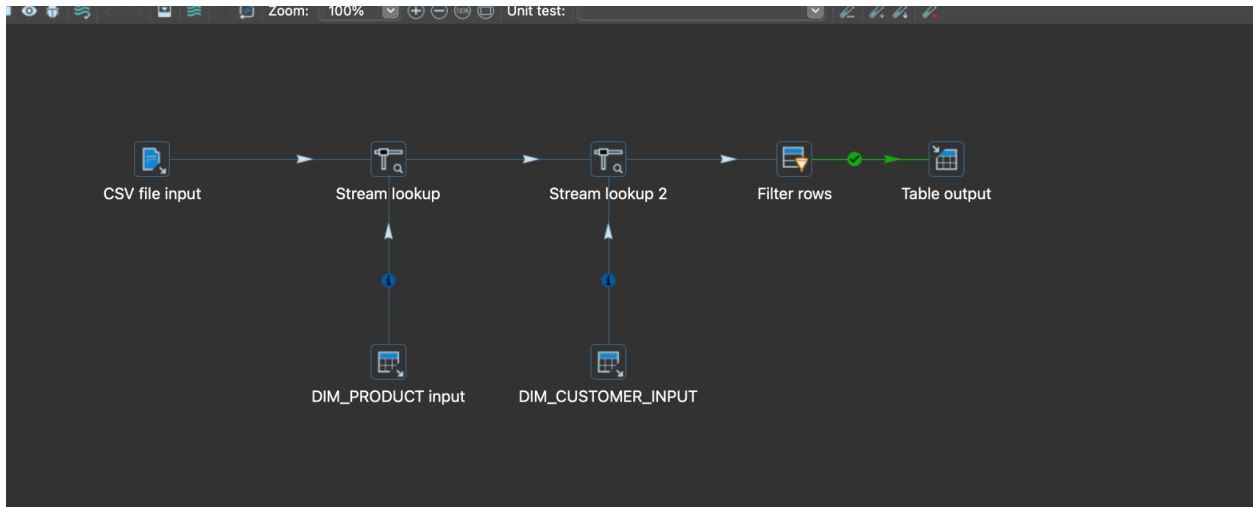 Zoom: 100% Unit test:
CSV file input
Stream lookup
Stream lookup 2
Filter rows
Table output
DIM_PRODUCT input
DIM_CUSTOMER_INPUT